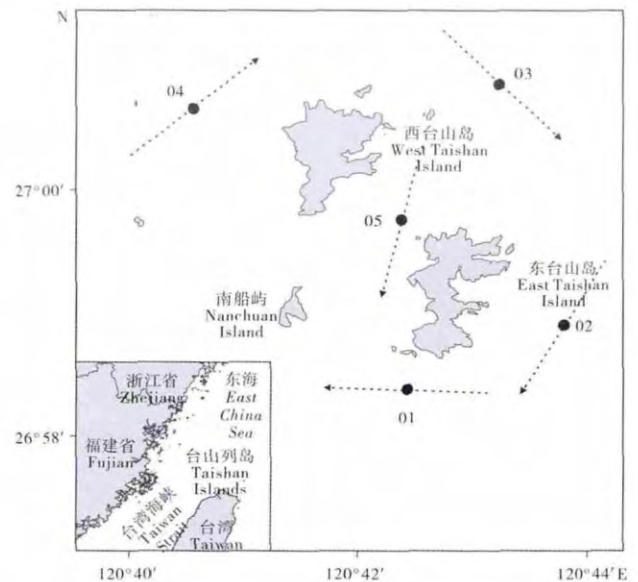 N
04
03
西台山岛
West Taishan
Island
27°00′
05
东台山岛
East Taishan
Island
南船屿
Nanchuan
Island
02
01
26°58′
浙江省
Zhejiang
东海
East
China
Sea
福建省
Fujian
台山列岛
Taishan
Islands
台湾海峡
Taiwan
Strait
台湾
Taiwan
120°40′
120°42′
120°44′E